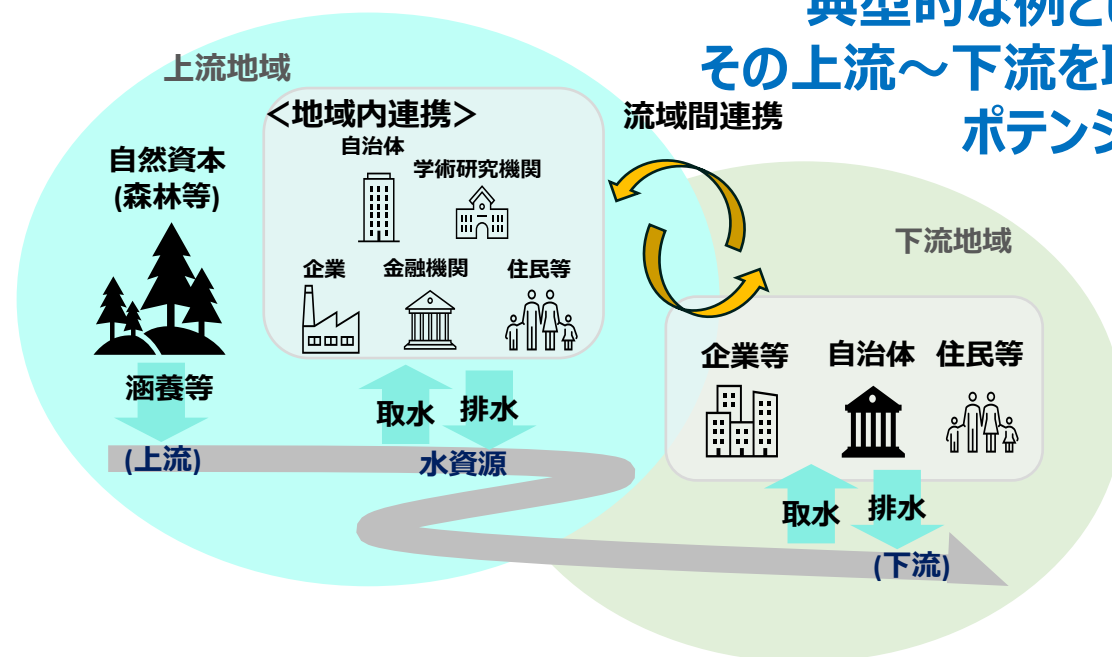 典型的な例とし
その上流~下流を
ポテンシ
上流地域
<地域内連携>
流域間連携
自然資本
(森林等)
自治体
学術研究機関
企業
金融機関
住民等
下流地域
企業等
自治体
住民等
涵養等
取水
排水
(上流)
水資源
取水
排水
(下流)